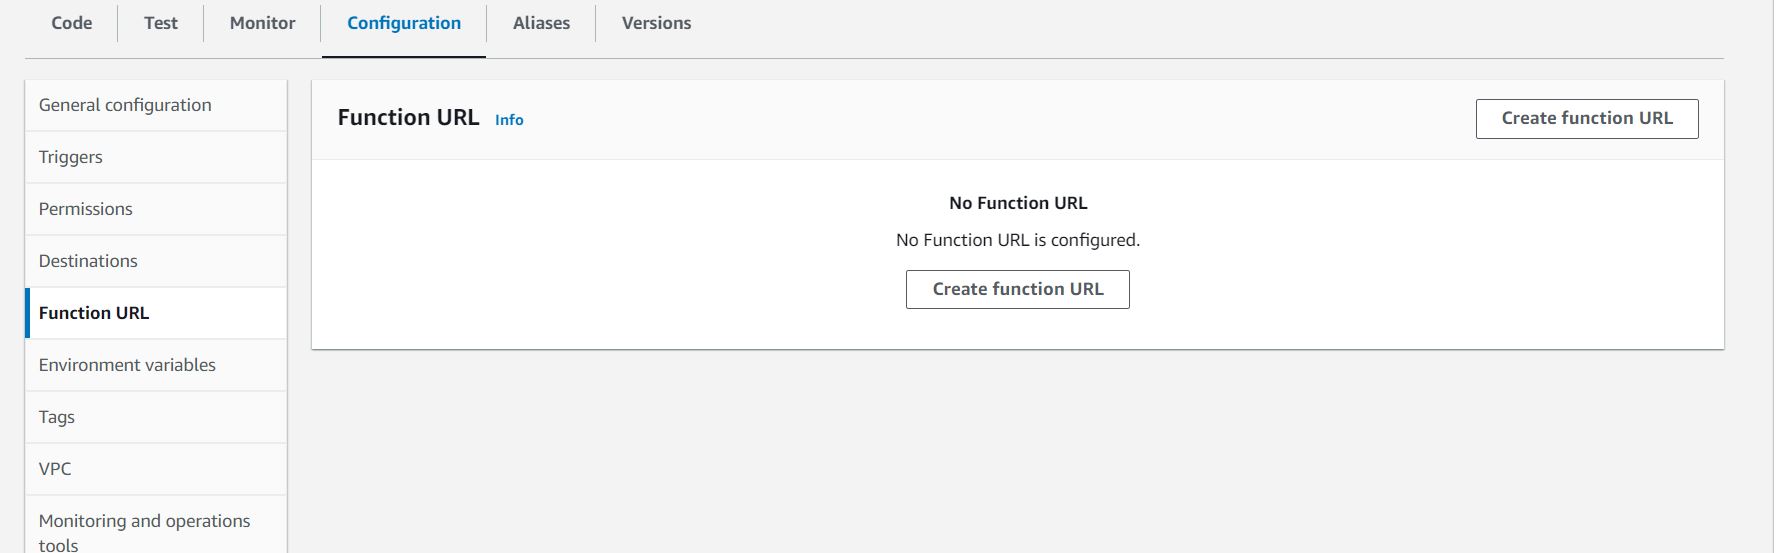 Code Test Monitor Configuration Aliases Versions
General configuration
Triggers
Permissions
Destinations
Function URL
Environment variables
Tags
VPC
Monitoring and operations
tools
Function URL Info Create function URL
No Function URL
No Function URL is configured.
Create function URL